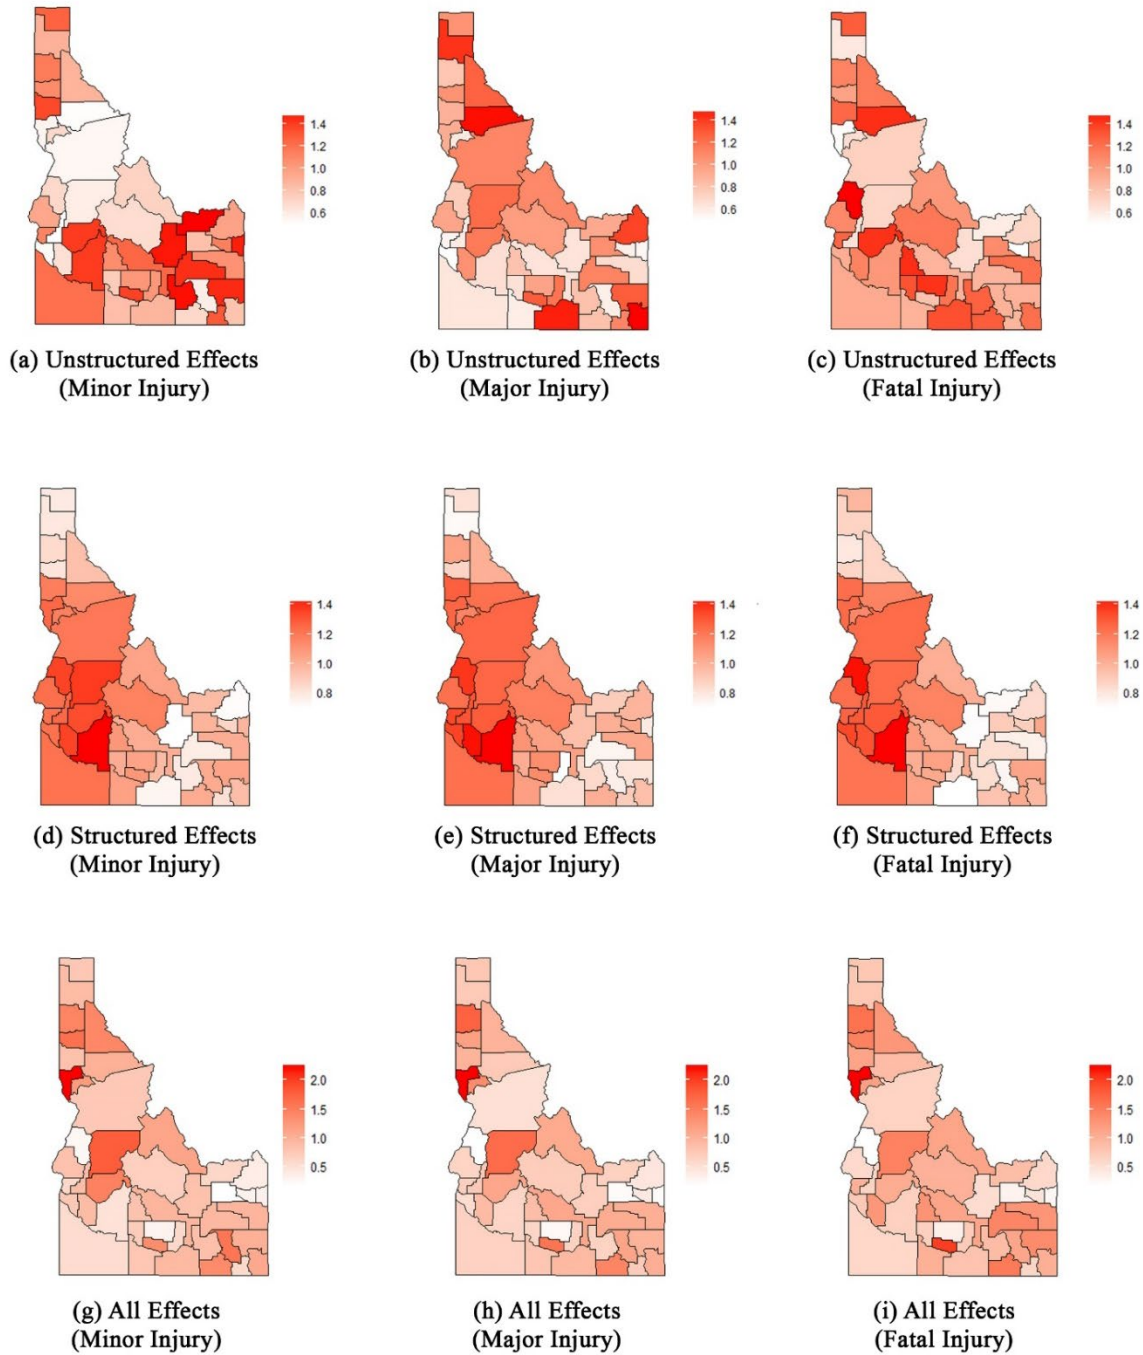 1.4
1.2
1.0
0.8
0.6
1.4
1.2
1.0
0.8
0.6
1.4
1.2
1.0
0.8
0.6
(a) Unstructured Effects
(Minor Injury)
(b) Unstructured Effects
(Major Injury)
(c) Unstructured Effects
(Fatal Injury)
1.4
1.2
1.0
0.8
1.4
1.2
1.0
0.8
1.4
1.2
1.0
0.8
(d) Structured Effects
(Minor Injury)
(e) Structured Effects
(Major Injury)
(f) Structured Effects
(Fatal Injury)
2.0
1.5
1.0
0.5
2.0
1.5
1.0
0.5
2.0
1.5
1.0
0.5
(g) All Effects
(Minor Injury)
(h) All Effects
(Major Injury)
(i) All Effects
(Fatal Injury)